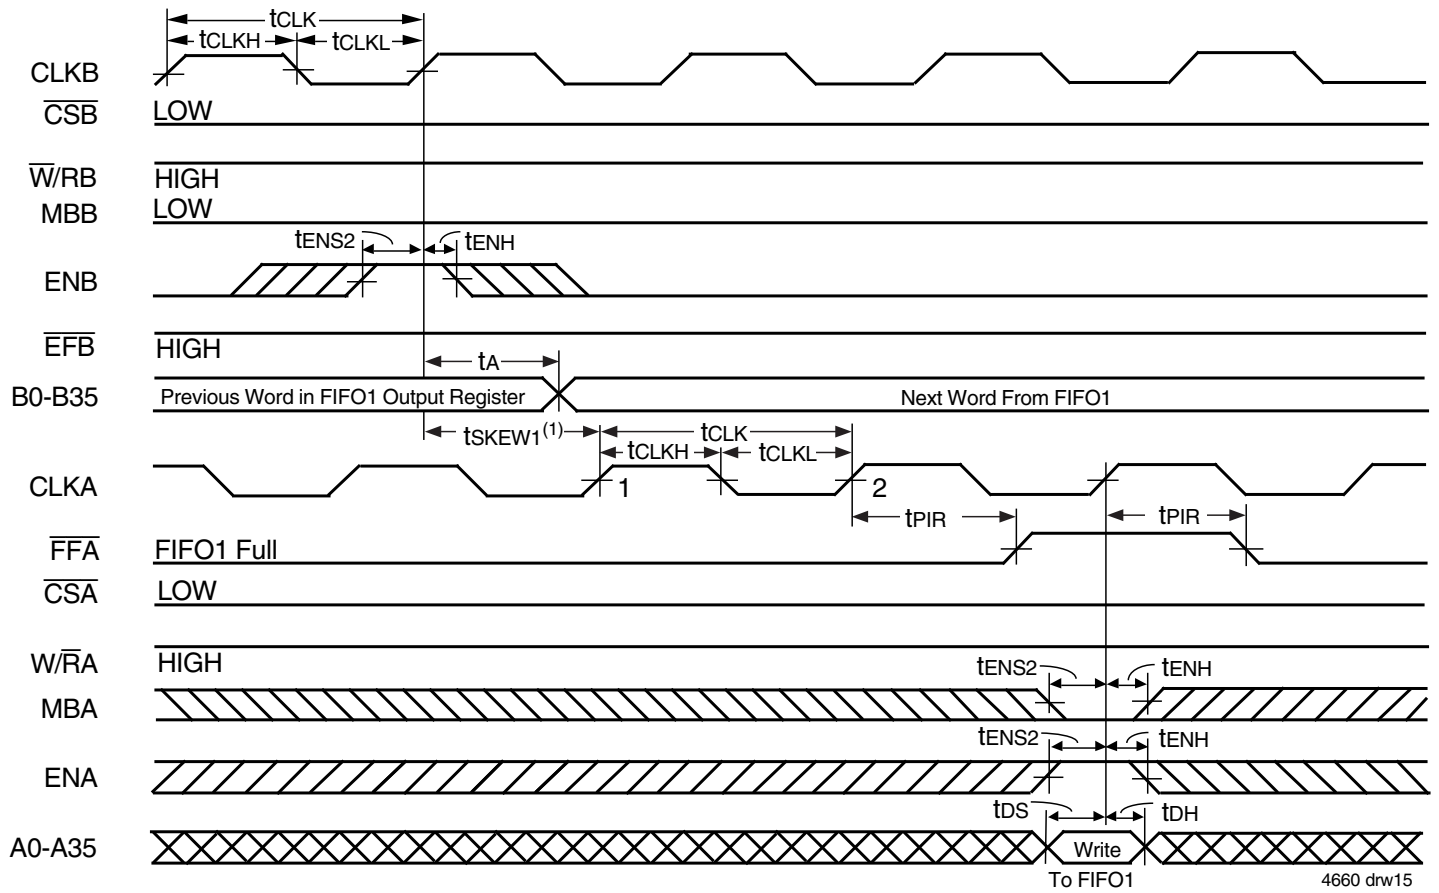 tCLK
tCLKH tCLKL
CLKB
CSB LOW
W/RB HIGH
MBB LOW
tENS2 tENH
ENB
EFB HIGH
tA
B0-B35 Previous Word in FIFO1 Output Register Next Word From FIFO1
tSKEW1(1) tCLK
tCLKH tCLKL
CLKA 1 2
tPIR tPIR
FFA FIFO1 Full
CSA LOW
W/RA HIGH
tENS2 tENH
MBA
tENS2 tENH
ENA
tDS tDH
A0-A35 Write
To FIFO1 4660 drw15